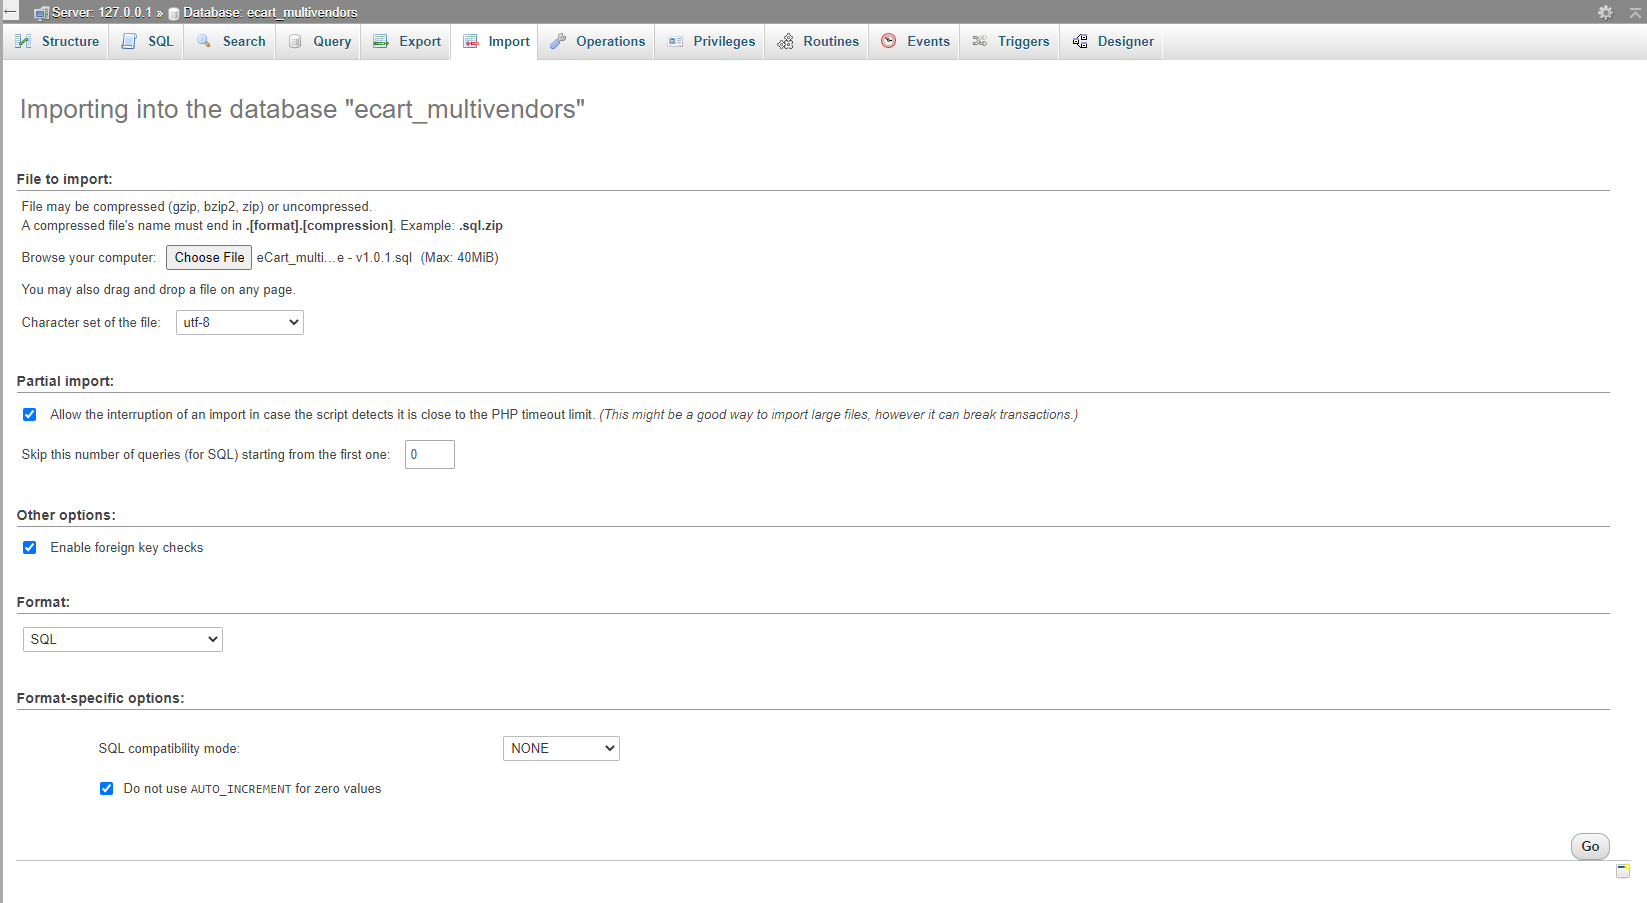 Server: 127.0.0.1 » Database: ecart_multivendors
Structure SQL Search Query Export Import Operations Privileges Routines Events Triggers Designer
Importing into the database "ecart_multivendors"
File to import:
File may be compressed (gzip, bzip2, zip) or uncompressed.
A compressed file's name must end in .[format].[compression]. Example: .sql.zip
Browse your computer: Choose File eCart_multi...e - v1.0.1.sql (Max: 40MiB)
You may also drag and drop a file on any page.
Character set of the file: utf-8
Partial import:
Allow the interruption of an import in case the script detects it is close to the PHP timeout limit. (This might be a good way to import large files, however it can break transactions.)
Skip this number of queries (for SQL) starting from the first one: 0
Other options:
Enable foreign key checks
Format:
SQL
Format-specific options:
SQL compatibility mode: NONE
Do not use AUTO_INCREMENT for zero values
Go